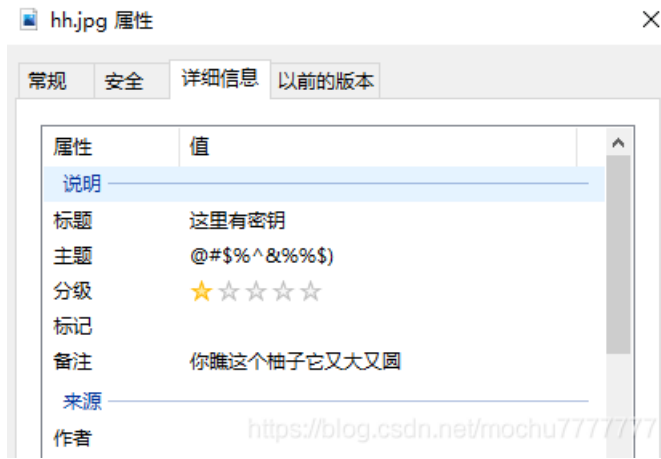 hh.jpg 属性
常规 安全 详细信息 以前的版本
属性 值
说明
标题 这里有密钥
主题 @#$%^&%%$)
分级
标记
备注 你瞧这个柚子它又大又圆
来源
作者
https://blog.csdn.net/mochu7777777